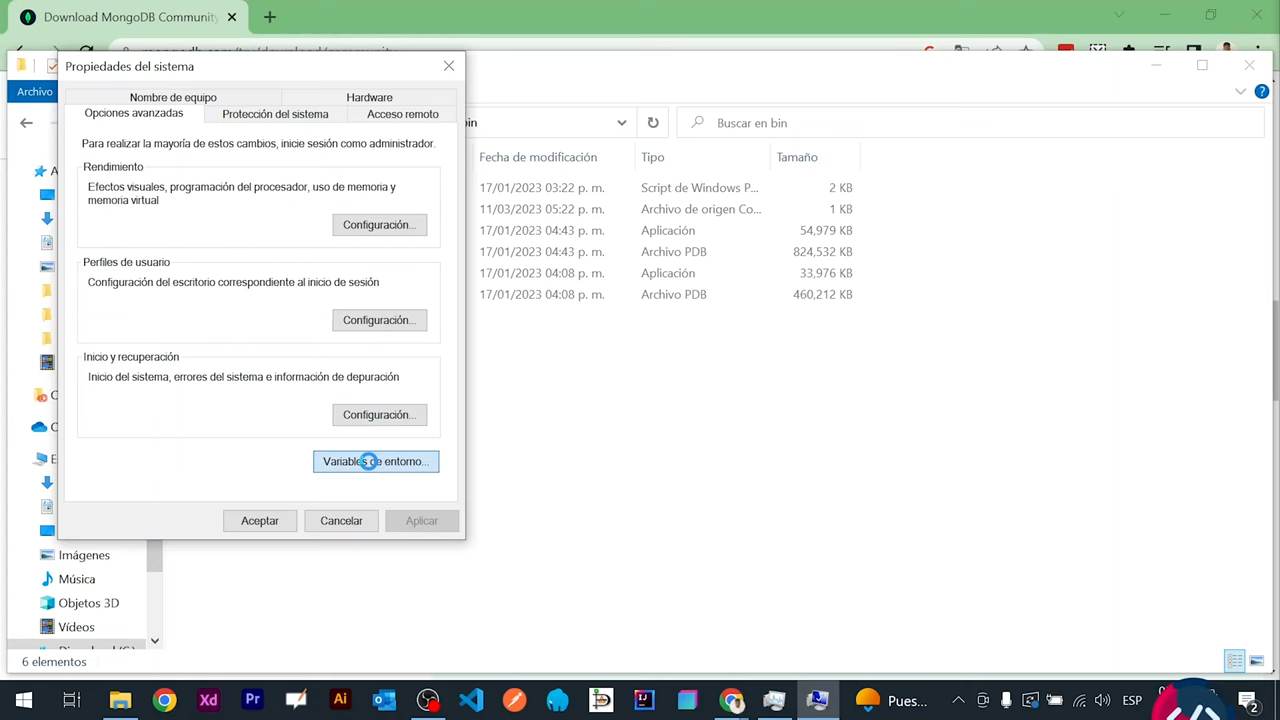 Download MongoDB Community
Propiedades del sistema
Archivo
Nombre de equipo
Hardware
Opciones avanzadas
Protección del sistema
Acceso remoto
Para realizar la mayoría de estos cambios, inicie sesión como administrador.
Rendimiento
Efectos visuales, programación del procesador, uso de memoria y
memoria virtual
Configuración...
Perfiles de usuario
Configuración del escritorio correspondiente al inicio de sesión
Configuración...
Inicio y recuperación
Inicio del sistema, errores del sistema e información de depuración
Configuración...
Variables de entorno...
Aceptar
Cancelar
Aplicar
bin
Buscar en bin
Fecha de modificación
Tipo
Tamaño
17/01/2023 03:22 p. m.
Script de Windows P...
2 KB
11/03/2023 05:22 p. m.
Archivo de origen Co...
1 KB
17/01/2023 04:43 p. m.
Aplicación
54,979 KB
17/01/2023 04:43 p. m.
Archivo PDB
824,532 KB
17/01/2023 04:08 p. m.
Aplicación
33,976 KB
17/01/2023 04:08 p. m.
Archivo PDB
460,212 KB
Imágenes
Música
Objetos 3D
Vídeos
6 elementos
Xd
Pr
Ai
IJ
Pues...
ESP
2